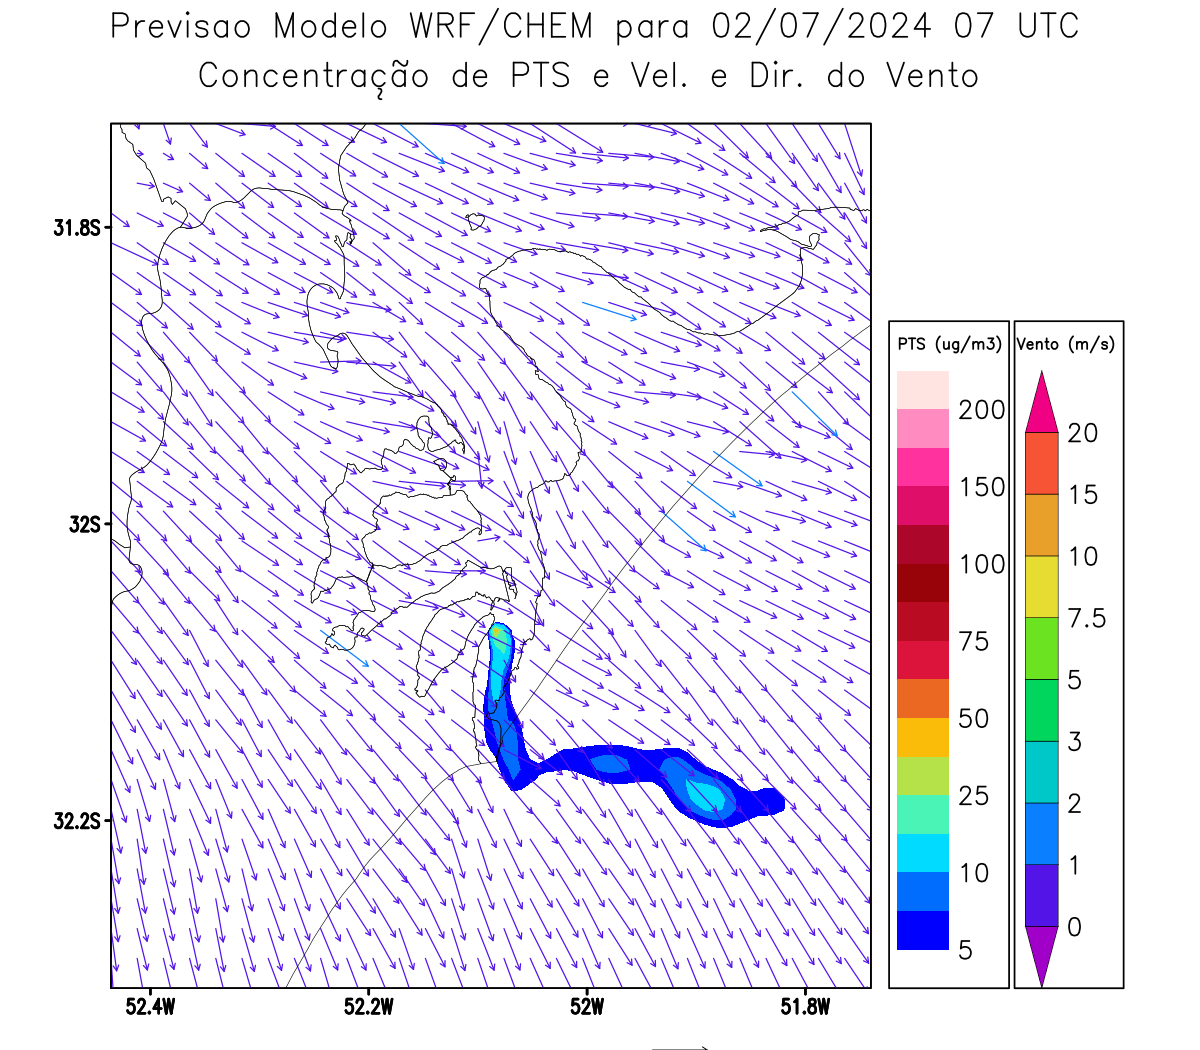 Previsao Modelo WRF/CHEM para 02/07/2024 07 UTC
Concentração de PTS e Vel. e Dir. do Vento
31.8S
32S
32.2S
52.4W
52.2W
52W
51.8W
PTS (ug/m3)
200
150
100
75
50
25
10
5
Vento (m/s)
20
15
10
7.5
5
3
2
1
0